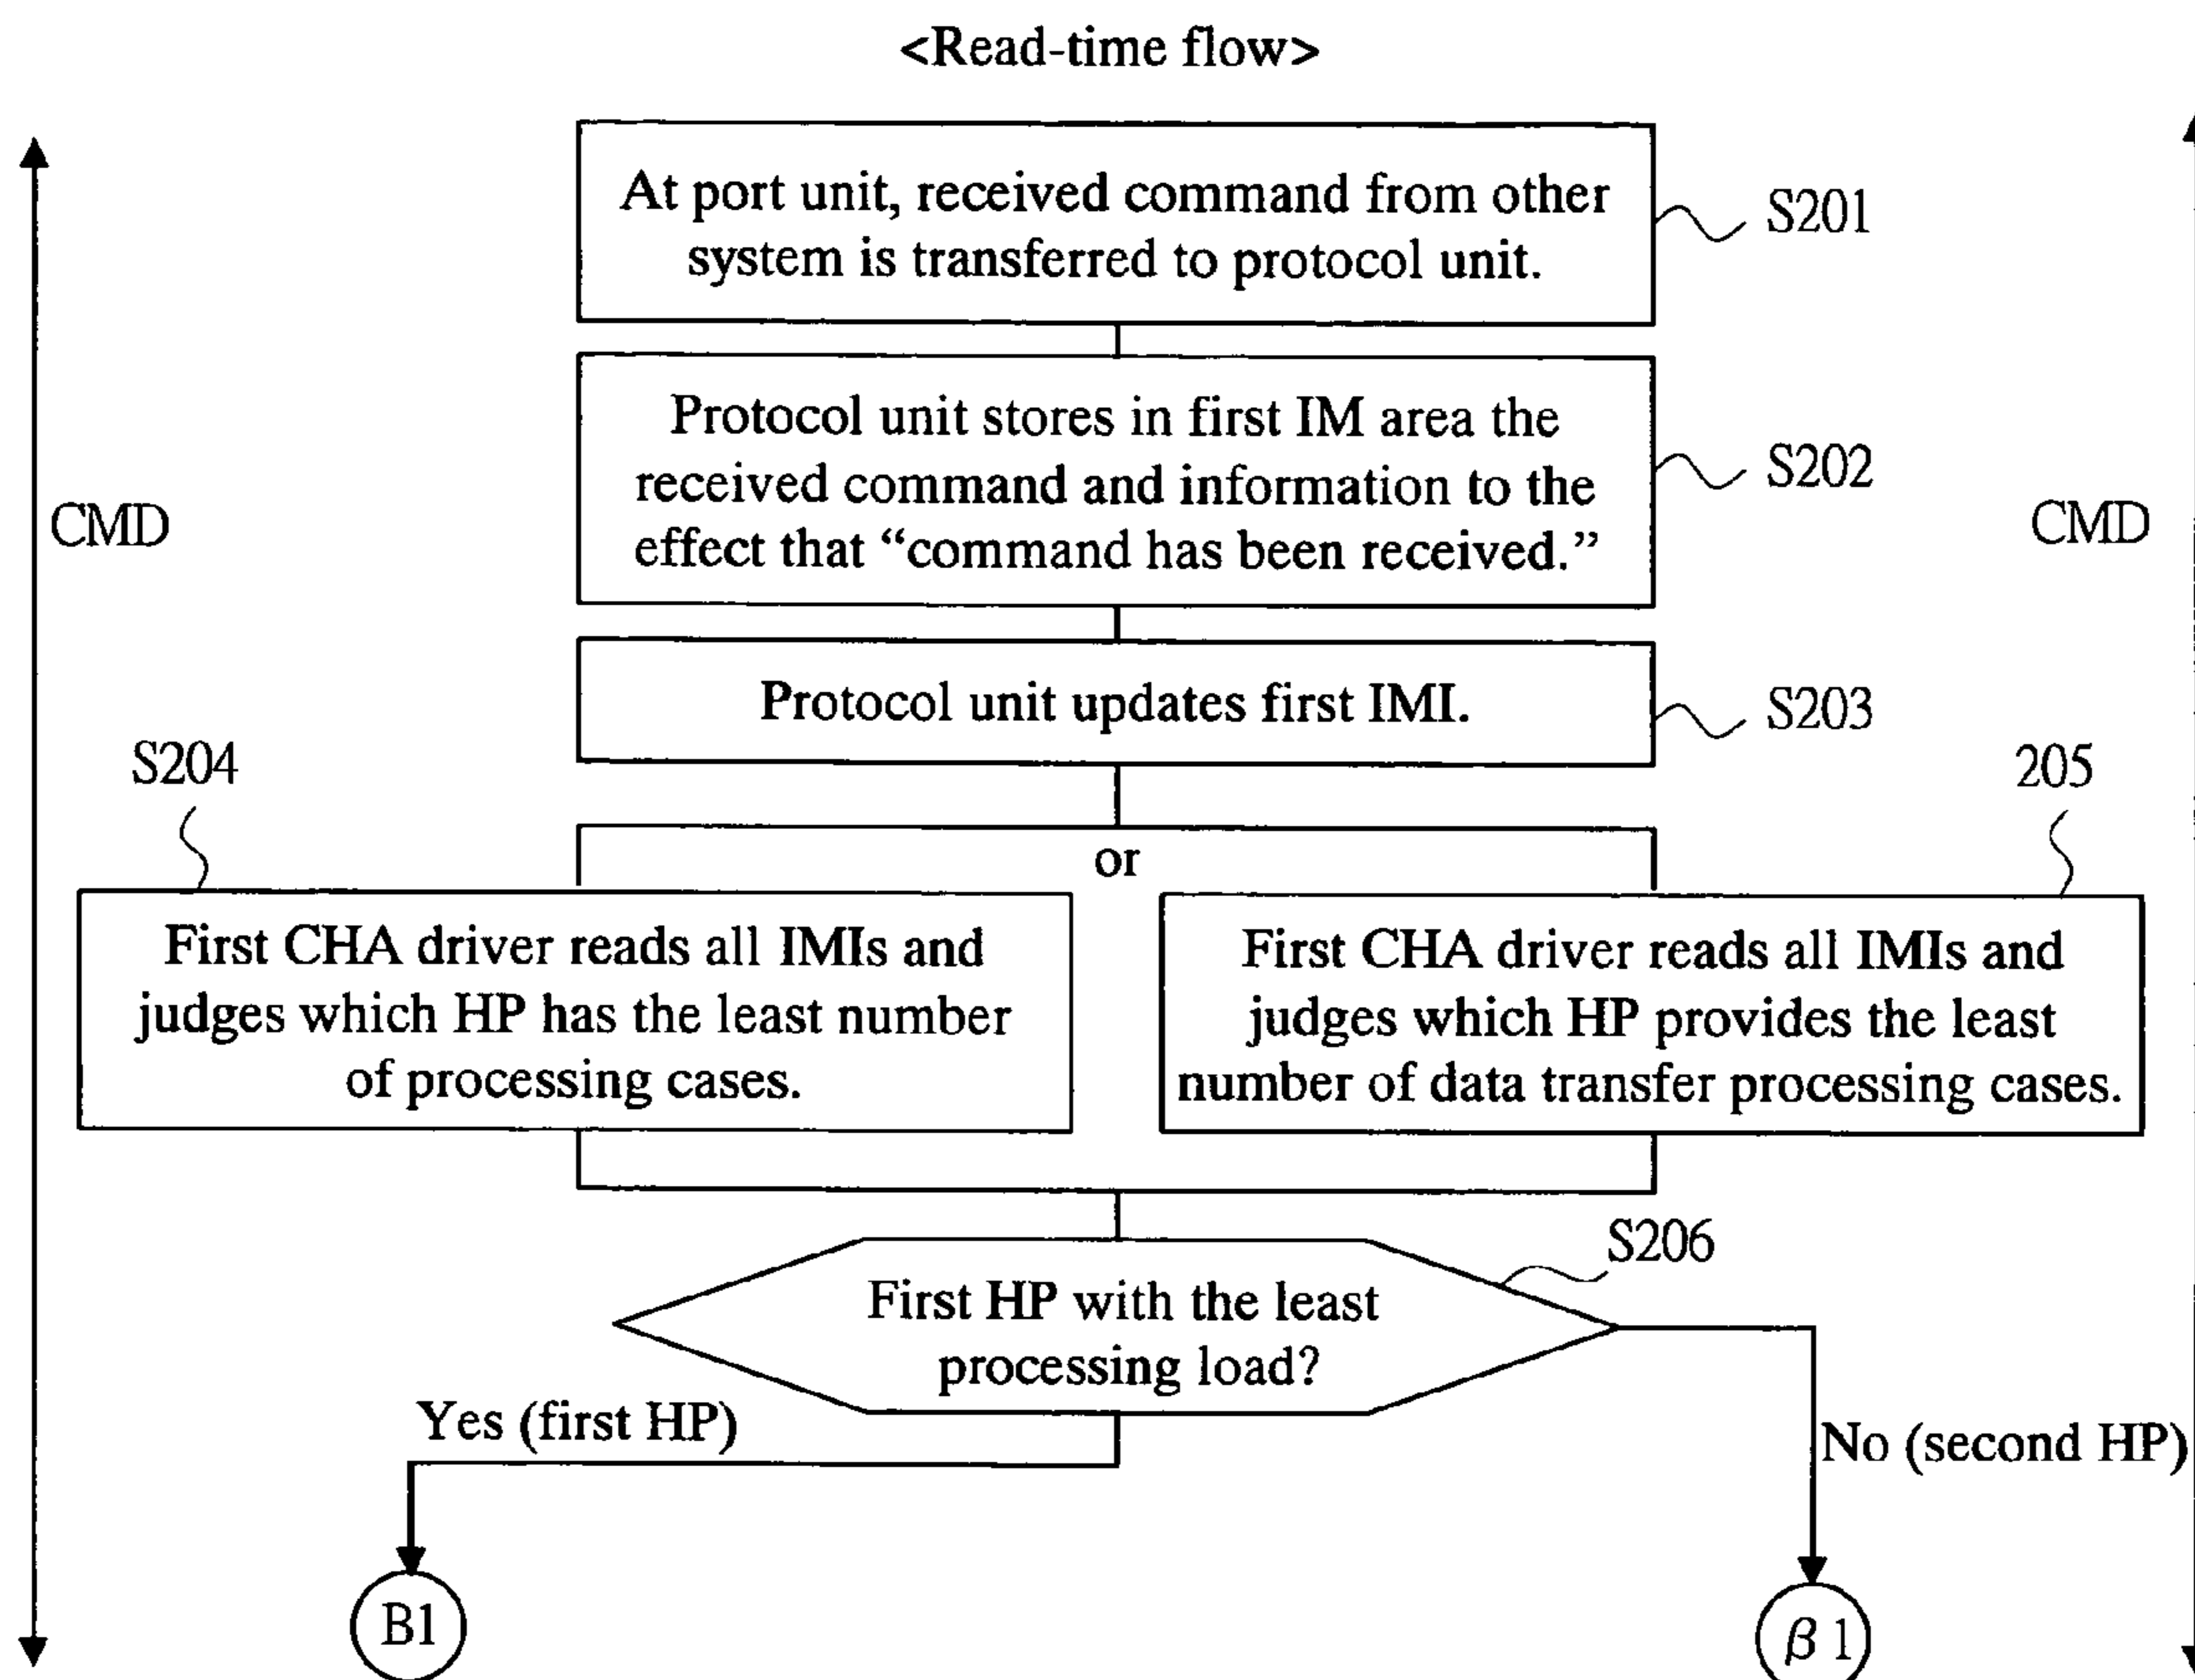 <Read-time flow>
At port unit, received command from other
system is transferred to protocol unit.
S201
Protocol unit stores in first IM area the
received command and information to the
effect that “command has been received.”
S202
CMD
CMD
Protocol unit updates first IMI.
S203
S204
205
or
First CHA driver reads all IMIs and
judges which HP has the least number
of processing cases.
First CHA driver reads all IMIs and
judges which HP provides the least
number of data transfer processing cases.
S206
First HP with the least
processing load?
Yes (first HP)
No (second HP)
B1
β 1